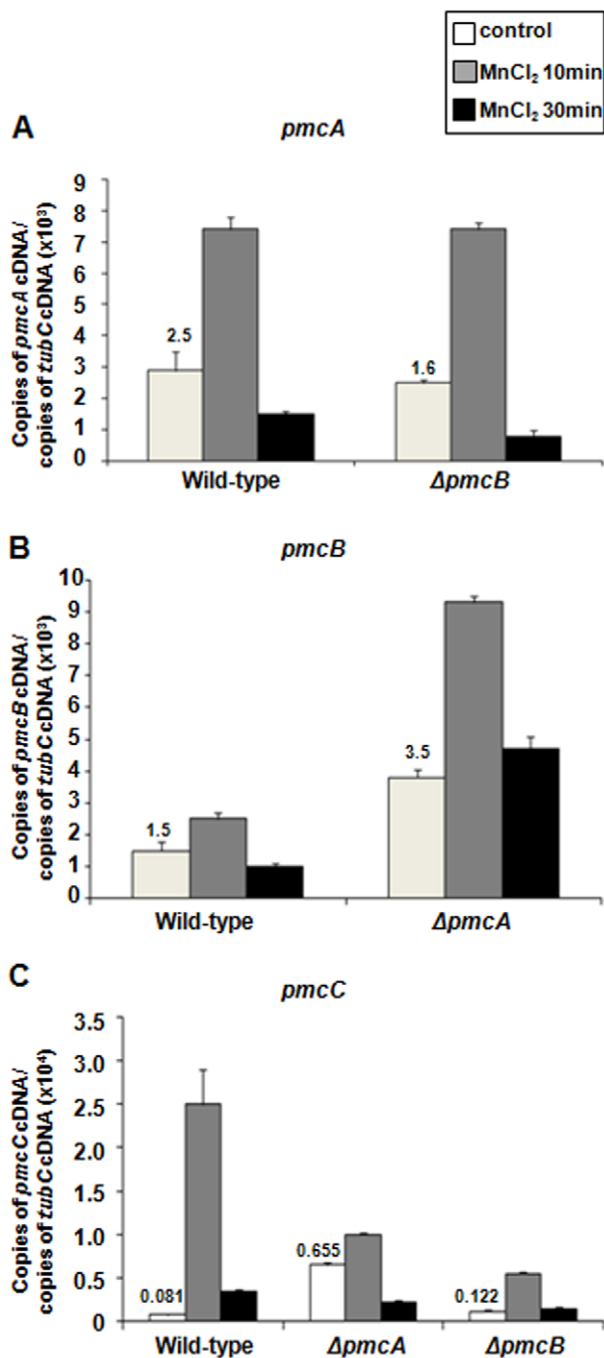 control
MnCl₂ 10min
MnCl₂ 30min
A
pmcA
Copies of pmcA cDNA/
copies of tubC cDNA (x10³)
9
8
7
6
5
4
3
2
1
0
2.5
1.6
Wild-type
ΔpmcB
B
pmcB
Copies of pmcB cDNA/
copies of tubC cDNA (x10³)
10
9
8
7
6
5
4
3
2
1
0
1.5
3.5
Wild-type
ΔpmcA
C
pmcC
Copies of pmcC cDNA/
copies of tubC cDNA (x10⁴)
3.5
3.0
2.5
2.0
1.5
1.0
0.5
0
0.081
0.655
0.122
Wild-type
ΔpmcA
ΔpmcB